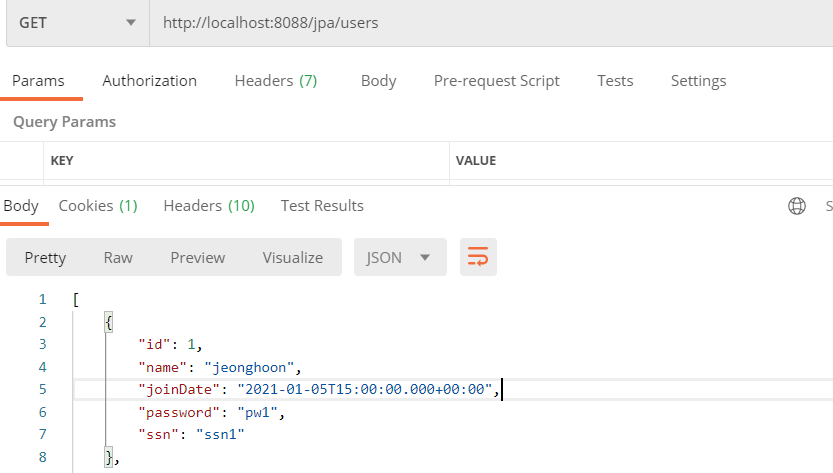 GET http://localhost:8088/jpa/users
Params Authorization Headers (7) Body Pre-request Script Tests Settings
Query Params
KEY VALUE
Body Cookies (1) Headers (10) Test Results S
Pretty Raw Preview Visualize JSON
1 [
2 {
3 "id": 1,
4 "name": "jeonghoon",
5 "joinDate": "2021-01-05T15:00:00.000+00:00",
6 "password": "pw1",
7 "ssn": "ssn1"
8 },